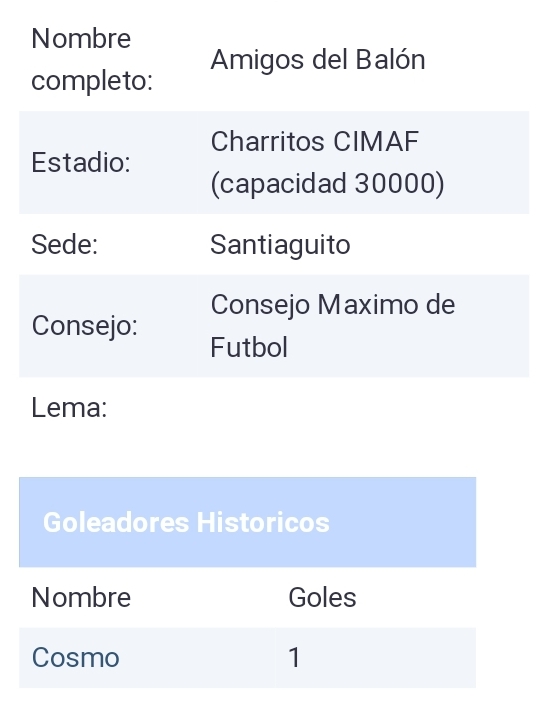 Nombre
completo:
Amigos del Balón
Estadio:
Charritos CIMAF
(capacidad 30000)
Sede:
Santiaguito
Consejo:
Consejo Maximo de
Futbol
Lema:
Goleadores Historicos
Nombre Goles
Cosmo 1